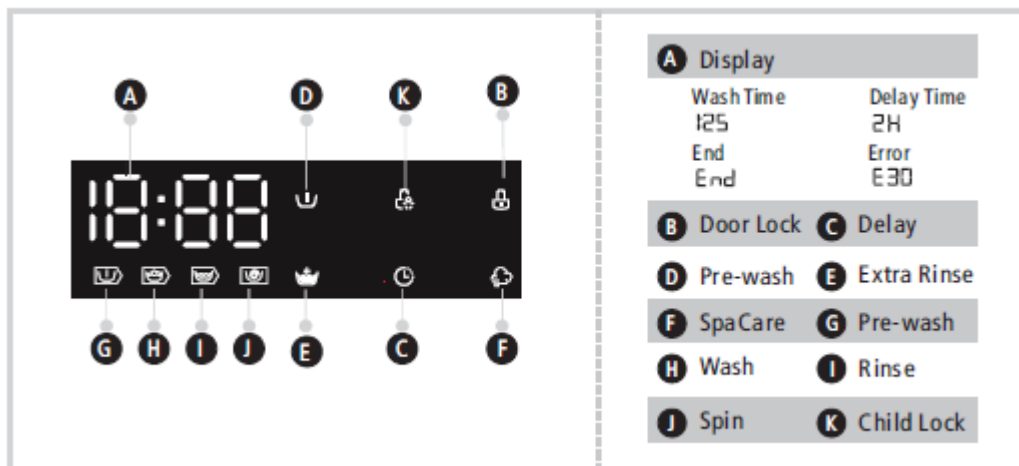 A D K B
18:88
G H I J E C F
A Display
Wash Time Delay Time
125 2H
End Error
End E30
B Door Lock C Delay
D Pre-wash E Extra Rinse
F SpaCare G Pre-wash
H Wash I Rinse
J Spin K Child Lock